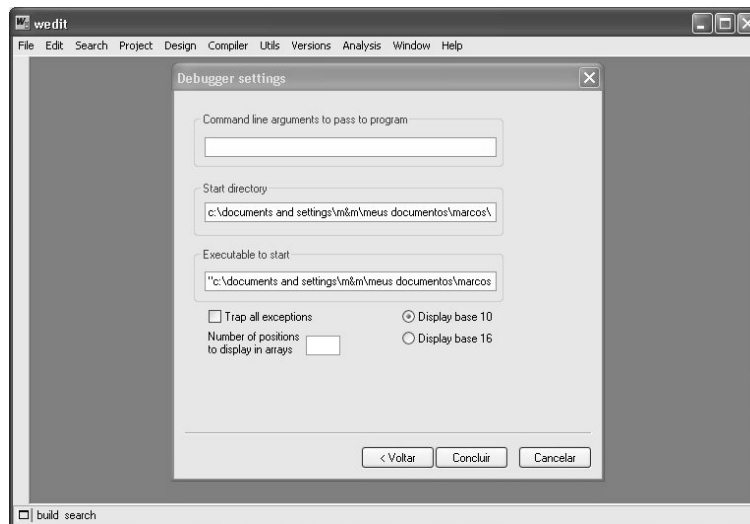 wedit
File Edit Search Project Design Compiler Utils Versions Analysis Window Help
Debugger settings
Command line arguments to pass to program
Start directory
c:\documents and settings\m&m\meus documentos\marcos\
Executable to start
"c:\documents and settings\m&m\meus documentos\marcos
Trap all exceptions
Display base 10
Number of positions
to display in arrays
Display base 16
< Voltar Concluir Cancelar
build search